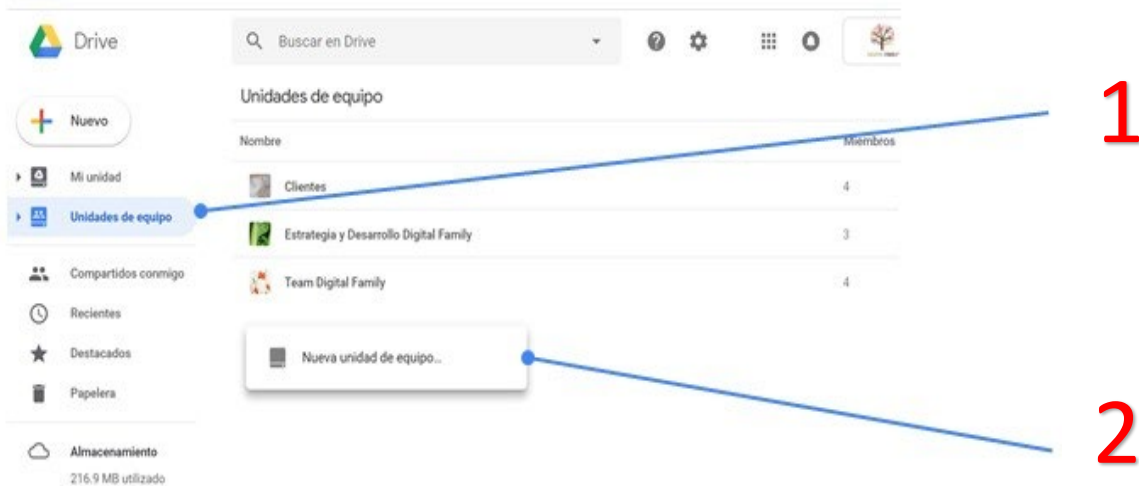 Drive
Buscar en Drive
Nuevo
Mi unidad
Unidades de equipo
Compartidos conmigo
Recientes
Destacados
Papelera
Almacenamiento
216.9 MB utilizado
Unidades de equipo
Nombre Miembros
Clientes 4
Estrategia y Desarrollo Digital Family 3
Team Digital Family 4
Nueva unidad de equipo...
1
2